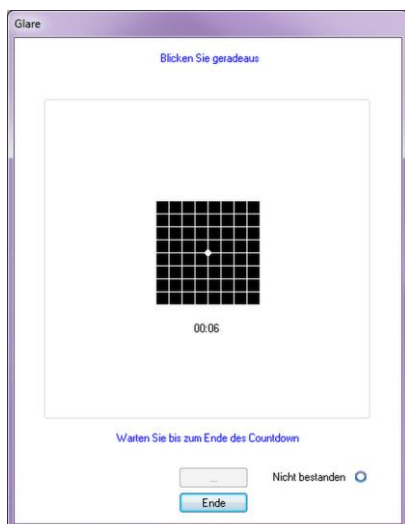 Glare
Blicken Sie geradeaus
00:06
Warten Sie bis zum Ende des Countdown
...
Nicht bestanden
Ende